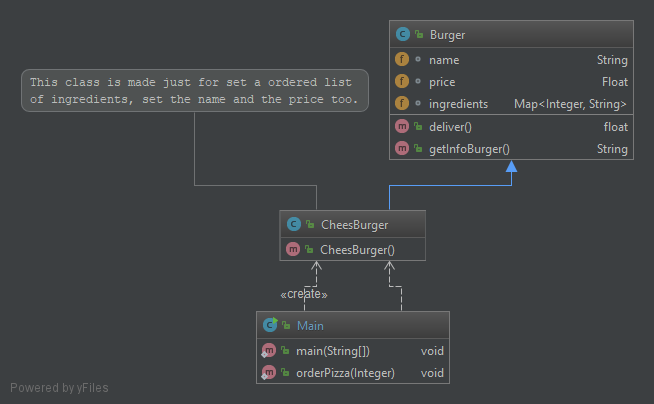 Burger
name String
price Float
ingredients Map<Integer, String>
deliver() float
getInfoBurger() String
This class is made just for set a ordered list
of ingredients, set the name and the price too.
CheesBurger
CheesBurger()
«create»
Main
main(String[]) void
orderPizza(Integer) void
Powered by yFiles